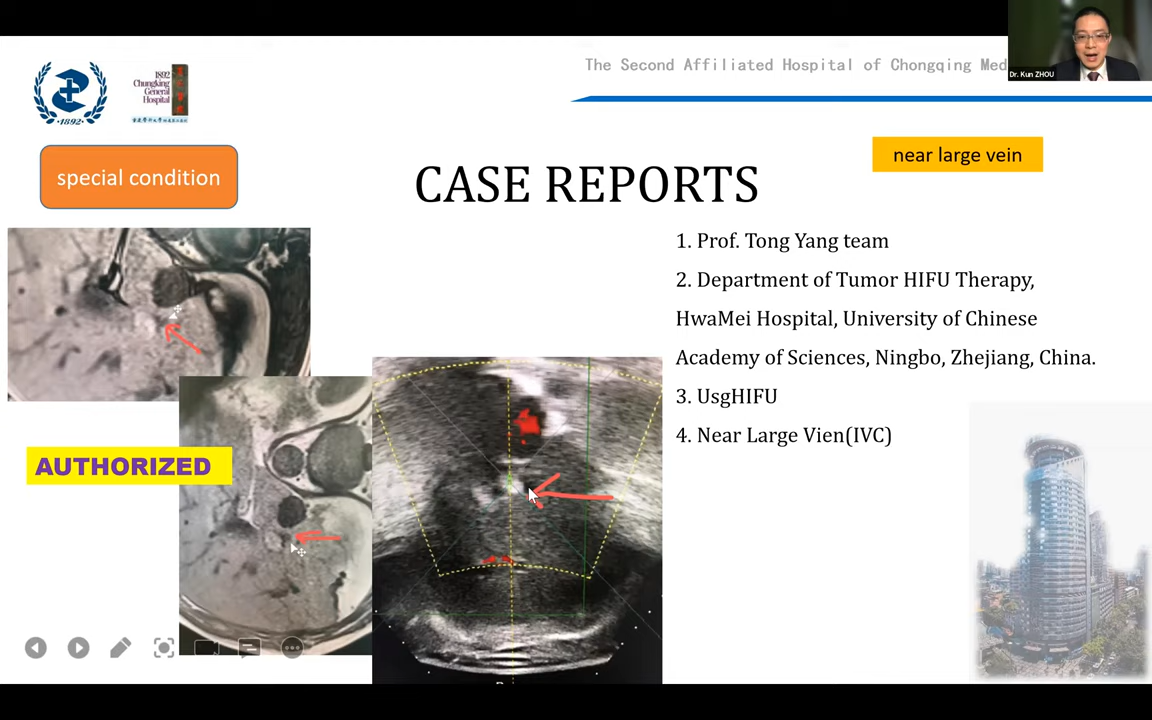 The Second Affiliated Hospital of Chongqing Med
Dr. Kun ZHOU
1892
Chungking
General
Hospital
1892
special condition
CASE REPORTS
near large vein
1. Prof. Tong Yang team
2. Department of Tumor HIFU Therapy,
HwaMei Hospital, University of Chinese
Academy of Sciences, Ningbo, Zhejiang, China.
3. UsgHIFU
4. Near Large Vien(IVC)
AUTHORIZED